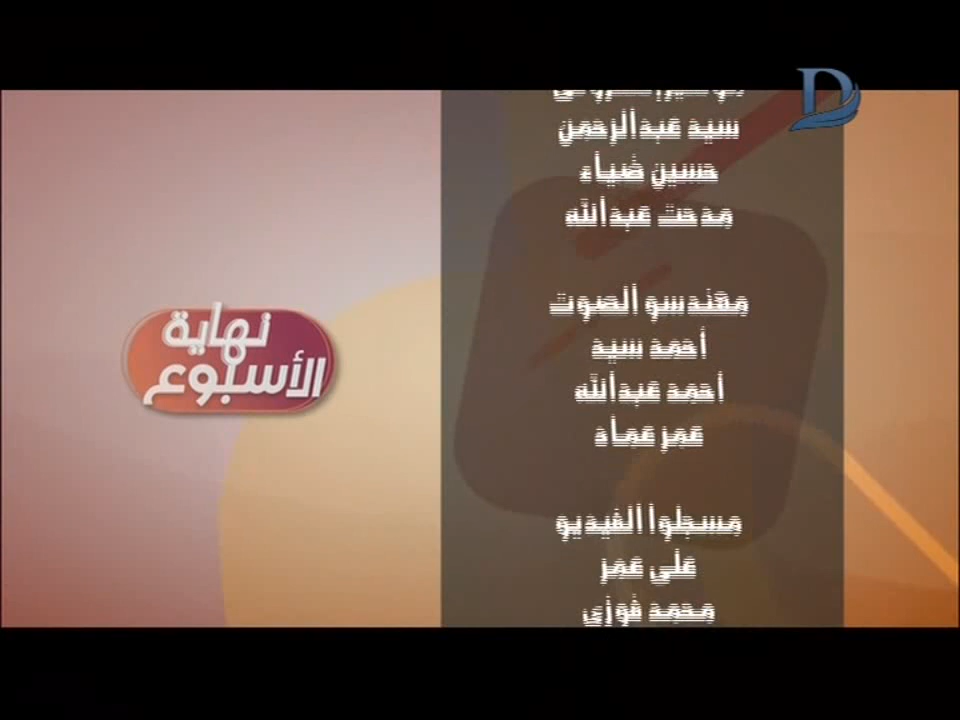 نهاية
الأسبوع
سيد عبدالرحمن
حسين ضياء
مدحت عبدالله
مهندسو الصوت
أحمد سيد
أحمد عبدالله
عمر عماد
مسجلوا الفيديو
على عمر
محمد فوزى
D